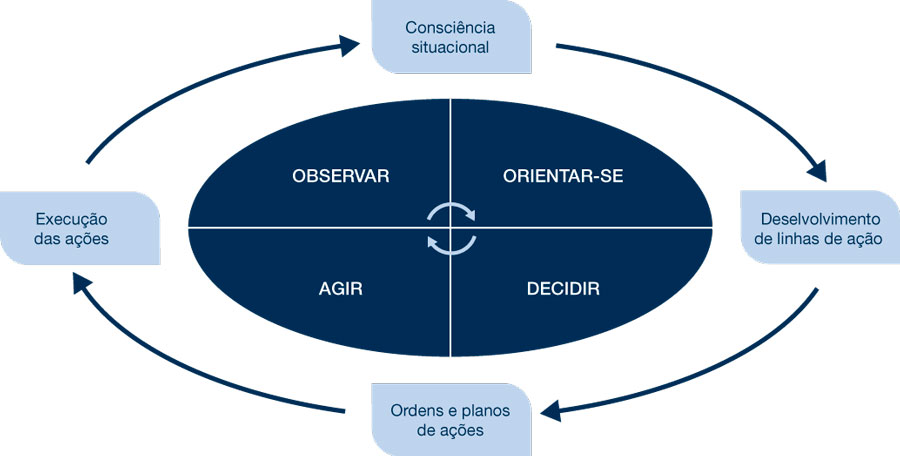 Consciência
situacional
OBSERVAR
ORIENTAR-SE
Execução
das ações
Deselvolvimento
de linhas de ação
AGIR
DECIDIR
Ordens e planos
de ações